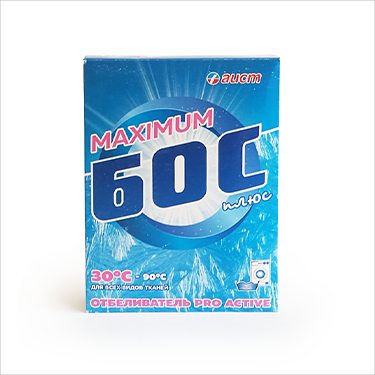 аист
MAXIMUM
БОС
плюс
30°C - 90°C
ДЛЯ ВСЕХ ВИДОВ ТКАНЕЙ
ОТБЕЛИВАТЕЛЬ PRO ACTIVE